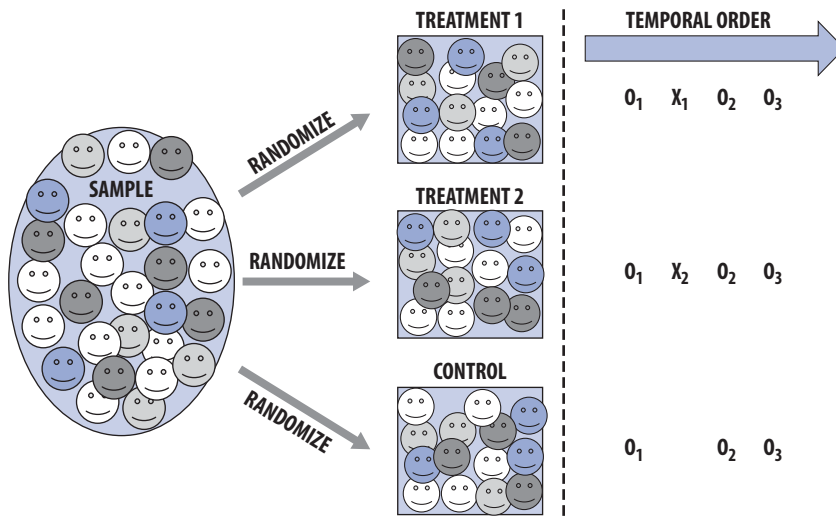 TREATMENT 1
TEMPORAL ORDER
O₁ X₁ O₂ O₃
RANDOMIZE
SAMPLE
TREATMENT 2
RANDOMIZE
O₁ X₂ O₂ O₃
CONTROL
RANDOMIZE
O₁ O₂ O₃